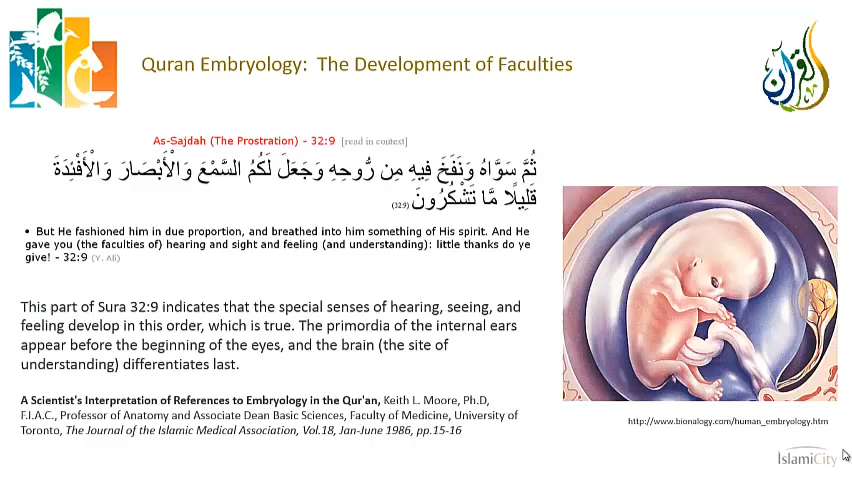 Quran Embryology: The Development of Faculties
القرآن
As-Sajdah (The Prostration) - 32:9 [read in context]
ثُمَّ سَوَّاهُ وَنَفَخَ فِيهِ مِن رُّوحِهِ وَجَعَلَ لَكُمُ السَّمْعَ وَالْأَبْصَارَ وَالْأَفْئِدَةَ
قَلِيلًا مَّا تَشْكُرُونَ (32:9)
• But He fashioned him in due proportion, and breathed into him something of His spirit. And He
gave you (the faculties of) hearing and sight and feeling (and understanding): little thanks do ye
give! - 32:9 (Y. Ali)
This part of Sura 32:9 indicates that the special senses of hearing, seeing, and
feeling develop in this order, which is true. The primordia of the internal ears
appear before the beginning of the eyes, and the brain (the site of
understanding) differentiates last.
A Scientist's Interpretation of References to Embryology in the Qur'an, Keith L. Moore, Ph.D,
F.I.A.C., Professor of Anatomy and Associate Dean Basic Sciences, Faculty of Medicine, University of
Toronto, The Journal of the Islamic Medical Association, Vol.18, Jan-June 1986, pp.15-16
http://www.bionalogy.com/human_embryology.htm
IslamiCity